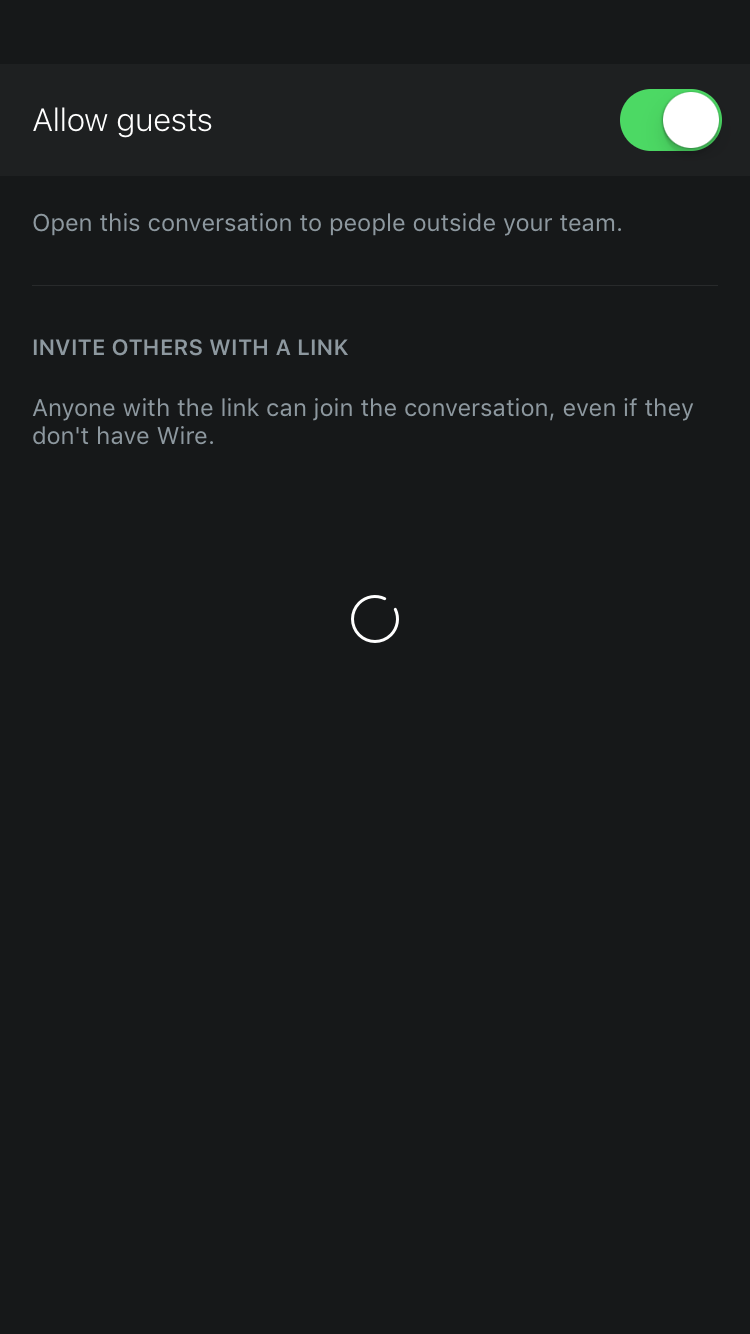 Allow guests
Open this conversation to people outside your team.
INVITE OTHERS WITH A LINK
Anyone with the link can join the conversation, even if they
don't have Wire.